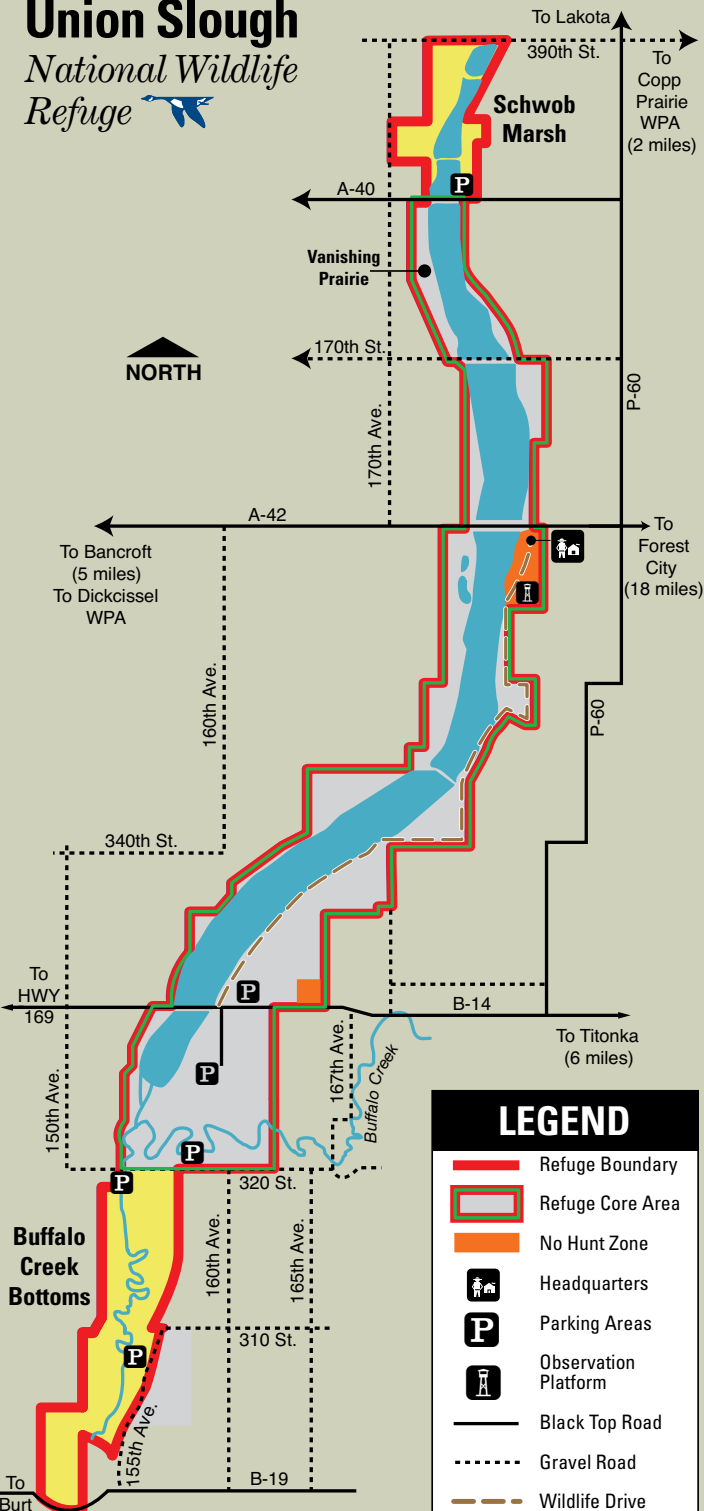 Union Slough
National Wildlife
Refuge
To Lakota
390th St.
To
Copp
Prairie
WPA
(2 miles)
Schwob
Marsh
P
A-40
Vanishing
Prairie
NORTH
170th St.
170th Ave.
P-60
A-42
To Bancroft
(5 miles)
To Dickcissel
WPA
To
Forest
City
(18 miles)
160th Ave.
P-60
340th St.
To
HWY
169
P
B-14
To Titonka
(6 miles)
P
150th Ave.
167th Ave.
Buffalo Creek
P
P
320 St.
Buffalo
Creek
Bottoms
160th Ave.
165th Ave.
310 St.
P
155th Ave.
To
Burt
B-19
LEGEND
Refuge Boundary
Refuge Core Area
No Hunt Zone
Headquarters
P
Parking Areas
Observation
Platform
Black Top Road
Gravel Road
Wildlife Drive